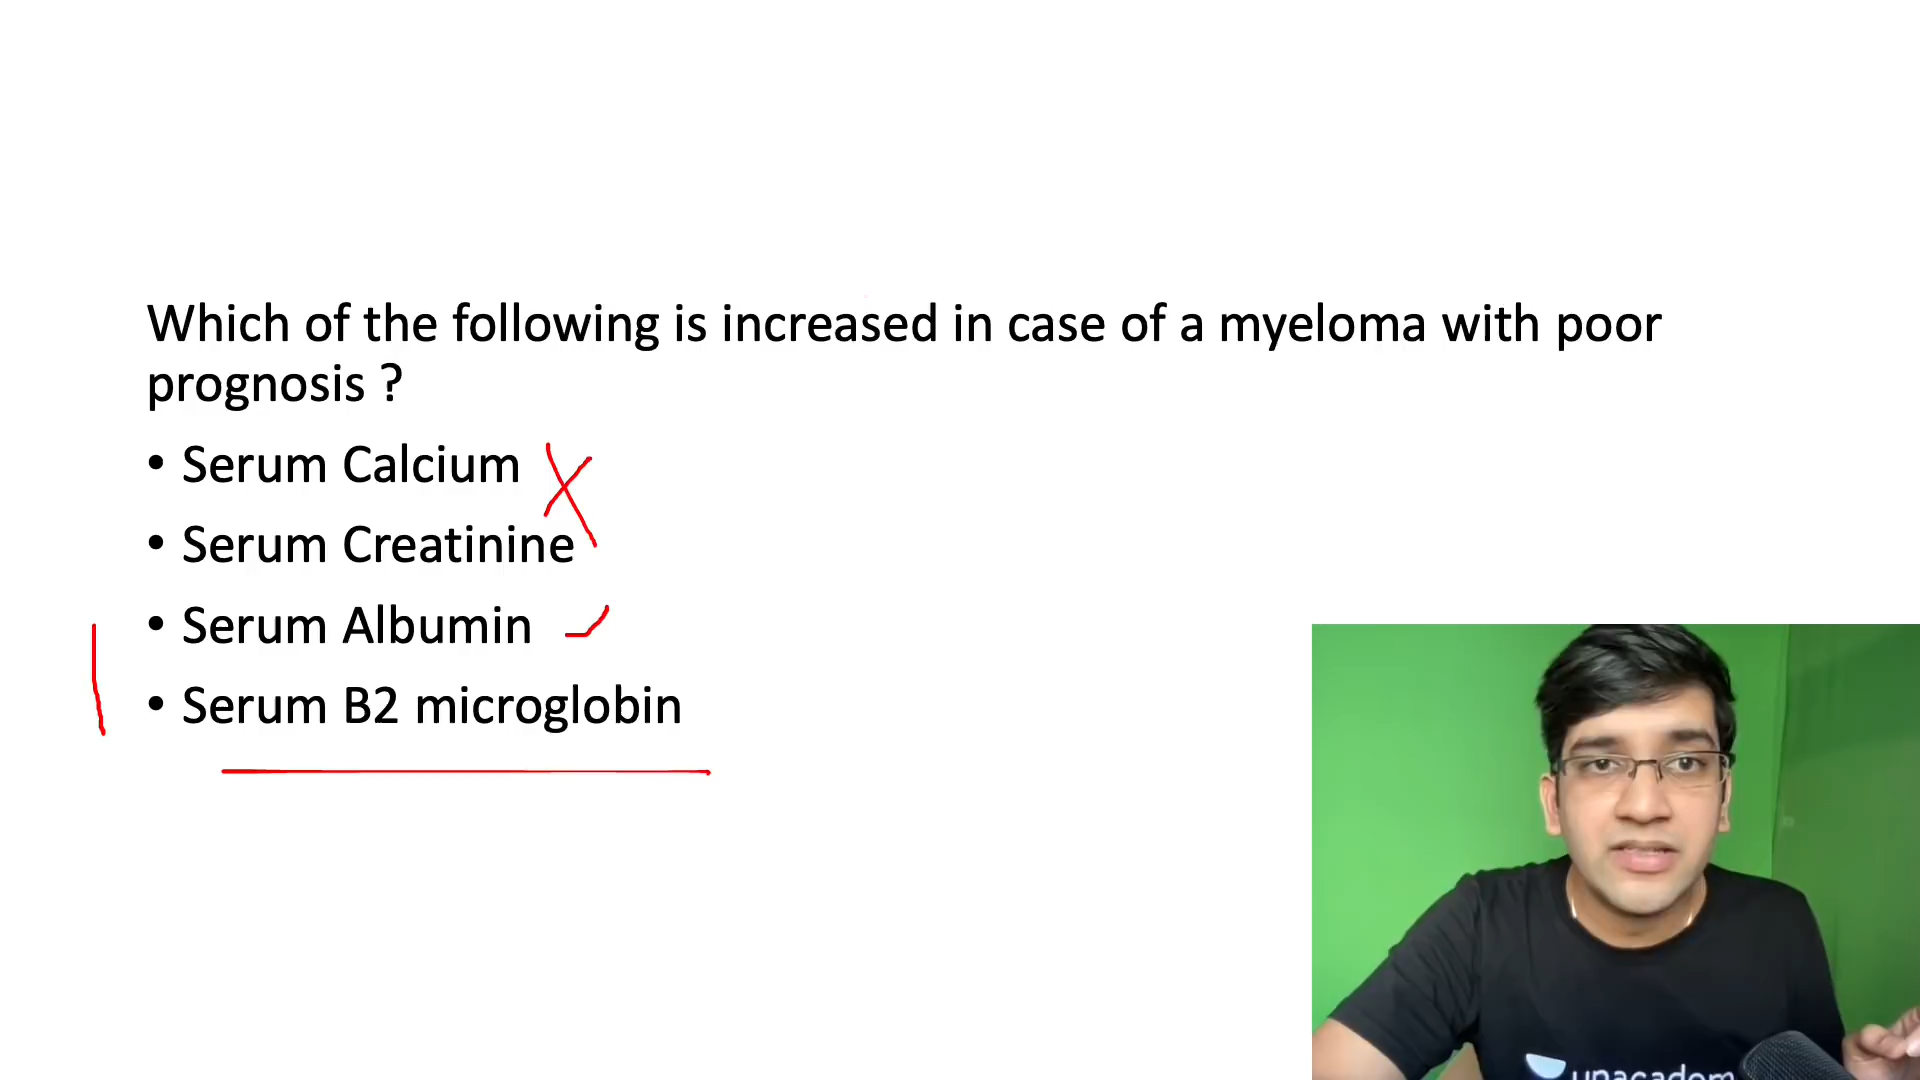 Which of the following is increased in case of a myeloma with poor
prognosis ?
• Serum Calcium
• Serum Creatinine
• Serum Albumin
• Serum B2 microglobin
unacadem